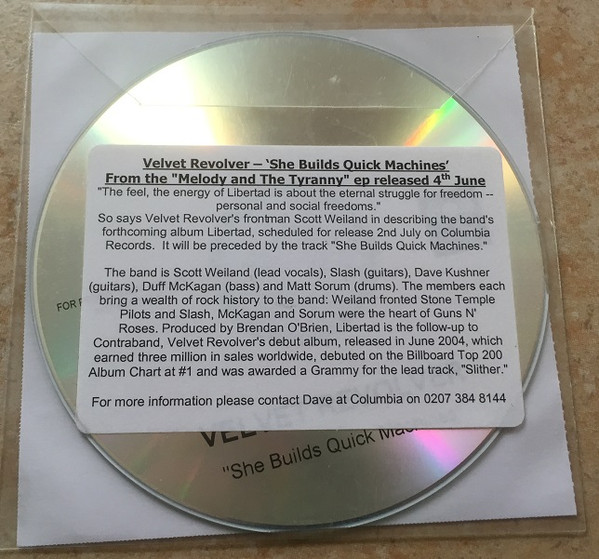 Velvet Revolver – 'She Builds Quick Machines'
From the "Melody and The Tyranny" ep released 4th June
"The feel, the energy of Libertad is about the eternal struggle for freedom --
personal and social freedoms."
So says Velvet Revolver's frontman Scott Weiland in describing the band's
forthcoming album Libertad, scheduled for release 2nd July on Columbia
Records. It will be preceded by the track "She Builds Quick Machines."
The band is Scott Weiland (lead vocals), Slash (guitars), Dave Kushner
(guitars), Duff McKagan (bass) and Matt Sorum (drums). The members each
bring a wealth of rock history to the band: Weiland fronted Stone Temple
Pilots and Slash, McKagan and Sorum were the heart of Guns N'
Roses. Produced by Brendan O'Brien, Libertad is the follow-up to
Contraband, Velvet Revolver's debut album, released in June 2004, which
earned three million in sales worldwide, debuted on the Billboard Top 200
Album Chart at #1 and was awarded a Grammy for the lead track, "Slither."
For more information please contact Dave at Columbia on 0207 384 8144
FOR
VELVET REVOLVER
"She Builds Quick